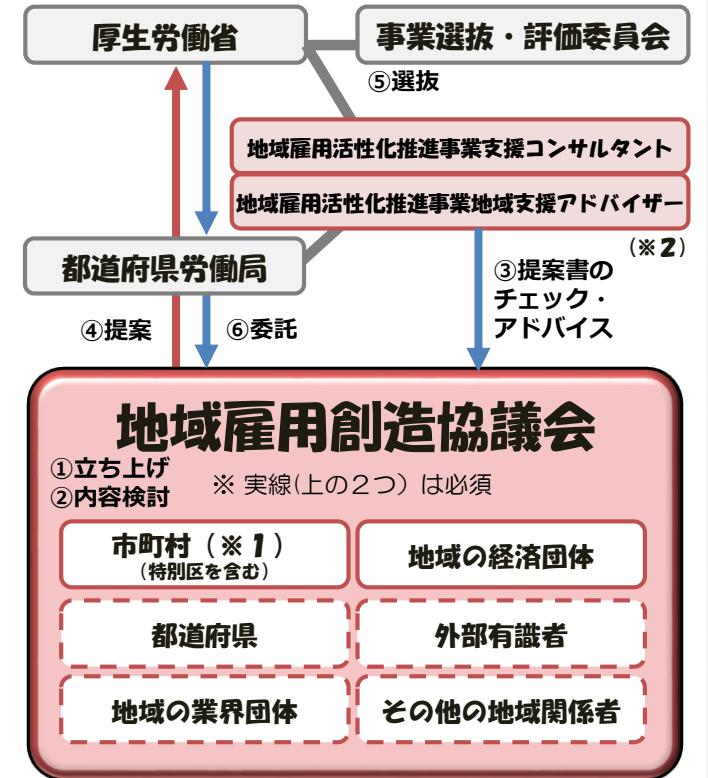 厚生労働省
事業選抜・評価委員会
⑤選抜
地域雇用活性化推進事業支援コンサルタント
地域雇用活性化推進事業地域支援アドバイザー
(※2)
都道府県労働局
③提案書の
チェック・
アドバイス
④提案
⑥委託
地域雇用創造協議会
①立ち上げ
②内容検討
※ 実線(上の2つ)は必須
市町村(※1)
(特別区を含む)
地域の経済団体
都道府県
外部有識者
地域の業界団体
その他の地域関係者